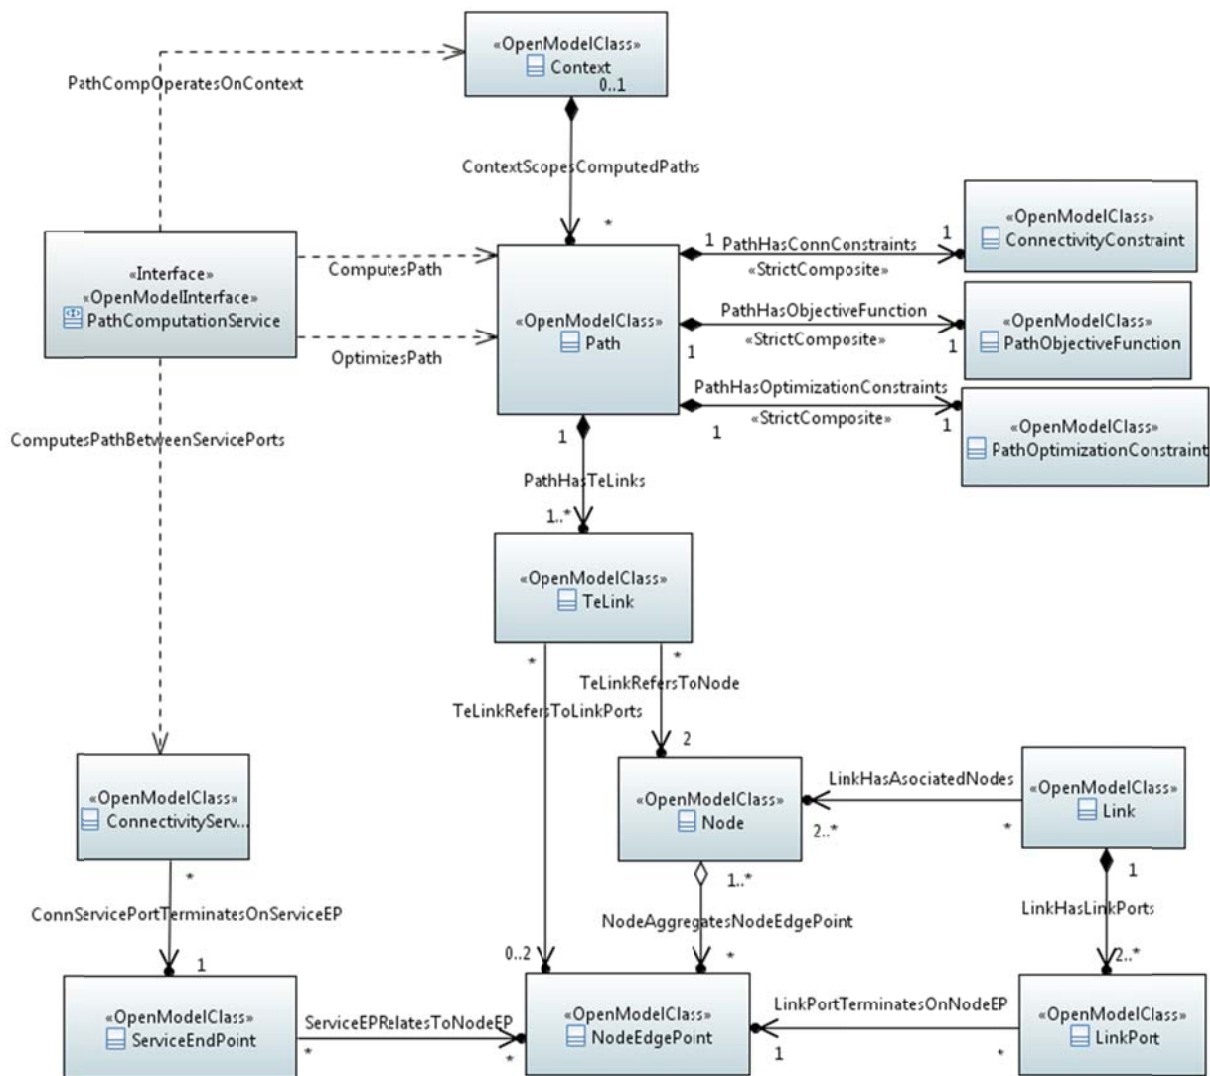 «OpenModelClass»
Context
0..1
PathCompOperatesOnContext
ContextScopesComputedPaths
*
«Interface»
«OpenModelInterface»
PathComputationService
ComputesPath
OptimizesPath
«OpenModelClass»
Path
1
PathHasConnConstraints
1
«StrictComposite»
«OpenModelClass»
ConnectivityConstraint
PathHasObjectiveFunction
«StrictComposite»
1
1
«OpenModelClass»
PathObjectiveFunction
PathHasOptimizationConstraints
«StrictComposite»
1
1
«OpenModelClass»
PathOptimizationConstraint
ComputesPathBetweenServicePorts
1
PathHasTeLinks
1..*
«OpenModelClass»
TeLink
*
*
TeLinkRefersToNode
TeLinkRefersToLinkPorts
2
«OpenModelClass»
ConnectivityServ...
«OpenModelClass»
Node
LinkHasAsociatedNodes
2..*
*
«OpenModelClass»
Link
*
ConnServicePortTerminatesOnServiceEP
1
1..*
NodeAggregatesNodeEdgePoint
*
0..2
1
LinkHasLinkPorts
2..*
«OpenModelClass»
ServiceEndPoint
ServiceEPRelatesToNodeEP
*
*
«OpenModelClass»
NodeEdgePoint
LinkPortTerminatesOnNodeEP
1
*
«OpenModelClass»
LinkPort